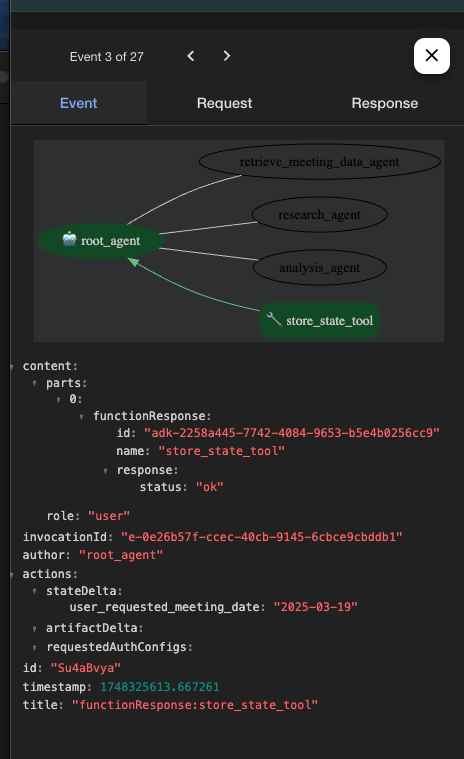 Event 3 of 27
Event Request Response
retrieve_meeting_data_agent
research_agent
root_agent
analysis_agent
store_state_tool
content:
parts:
0:
functionResponse:
id: "adk-2258a445-7742-4084-9653-b5e4b0256cc9"
name: "store_state_tool"
response:
status: "ok"
role: "user"
invocationId: "e-0e26b57f-ccec-40cb-9145-6cbce9cbddb1"
author: "root_agent"
actions:
stateDelta:
user_requested_meeting_date: "2025-03-19"
artifactDelta:
requestedAuthConfigs:
id: "Su4aBvya"
timestamp: 1748325613.667261
title: "functionResponse:store_state_tool"